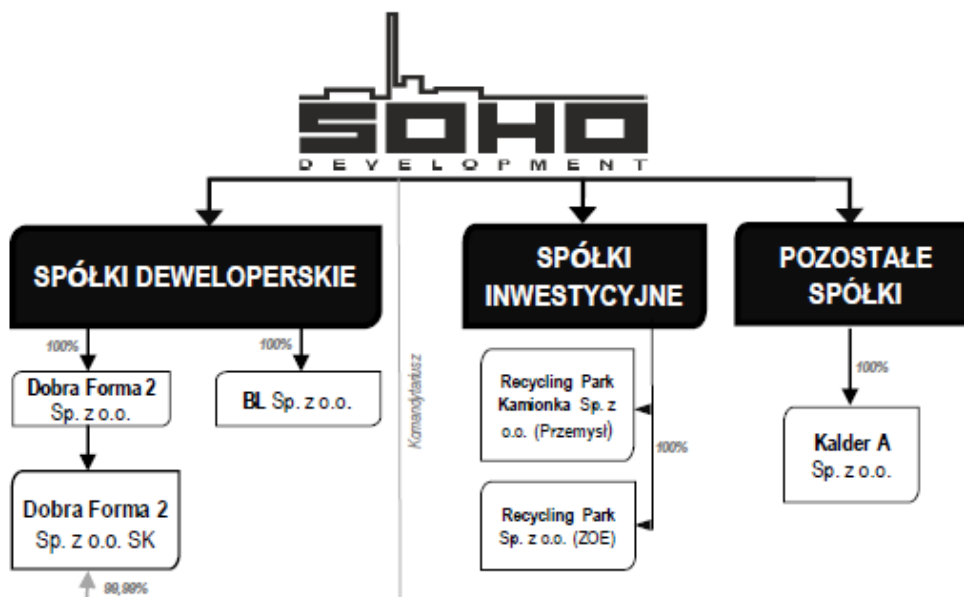 SOHO
DEVELOPMENT
SPÓŁKI DEWELOPERSKIE
SPÓŁKI
INWESTYCYJNE
POZOSTAŁE
SPÓŁKI
100%
100%
Komandytariusz
100%
100%
Dobra Forma 2
Sp. z o.o.
BL Sp. z o.o.
Recycling Park
Kamionka Sp. z
o.o. (Przemysł)
Kalder A
Sp. z o.o.
Dobra Forma 2
Sp. z o.o. SK
Recycling Park
Sp. z o.o. (ZOE)
99,99%